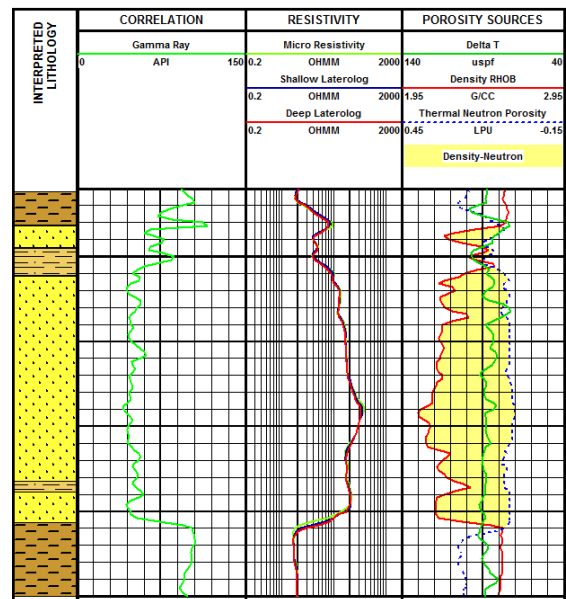 INTERPRETED
LITHOLOGY
CORRELATION
Gamma Ray
0 API 150
RESISTIVITY
Micro Resistivity
0.2 OHMM 2000
Shallow Laterolog
0.2 OHMM 2000
Deep Laterolog
0.2 OHMM 2000
POROSITY SOURCES
Delta T
140 uspf 40
Density RHOB
1.95 G/CC 2.95
Thermal Neutron Porosity
0.45 LPU -0.15
Density-Neutron